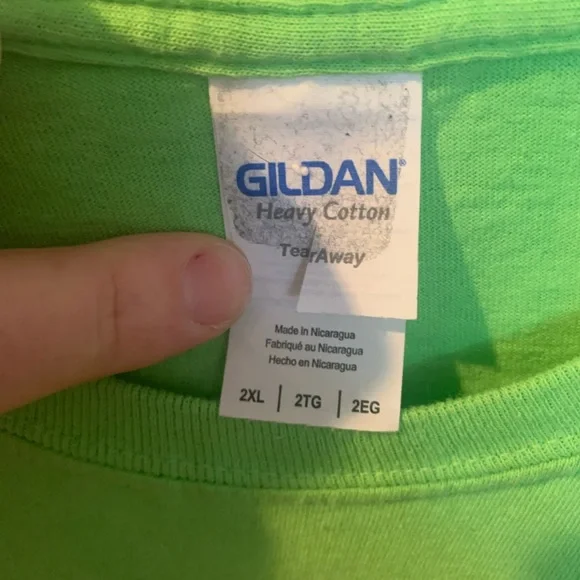 GILDAN®
Heavy Cotton
TearAway
Made in Nicaragua
Fabriqué au Nicaragua
Hecho en Nicaragua
2XL | 2TG | 2EG